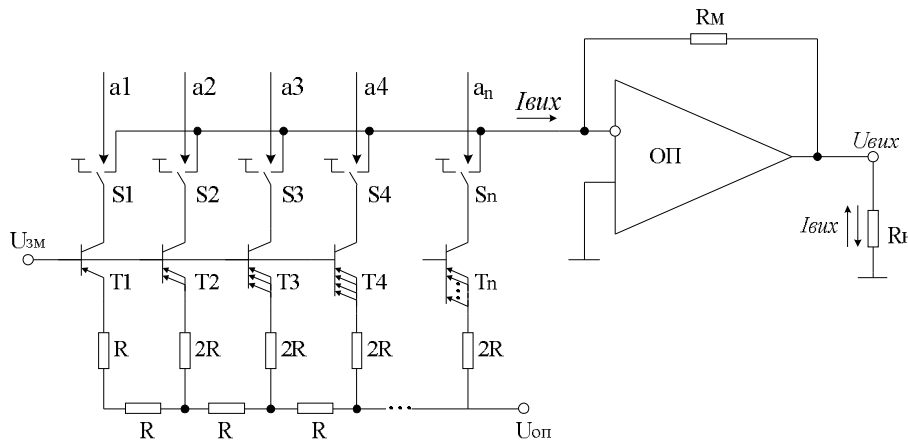 Rм
a1 a2 a3 a4 an
Iвих
ОП
Uвих
S1 S2 S3 S4 Sn
Iвих
Rн
Uзм
T1 T2 T3 T4 Tn
R 2R 2R 2R 2R
R R R
Uоп